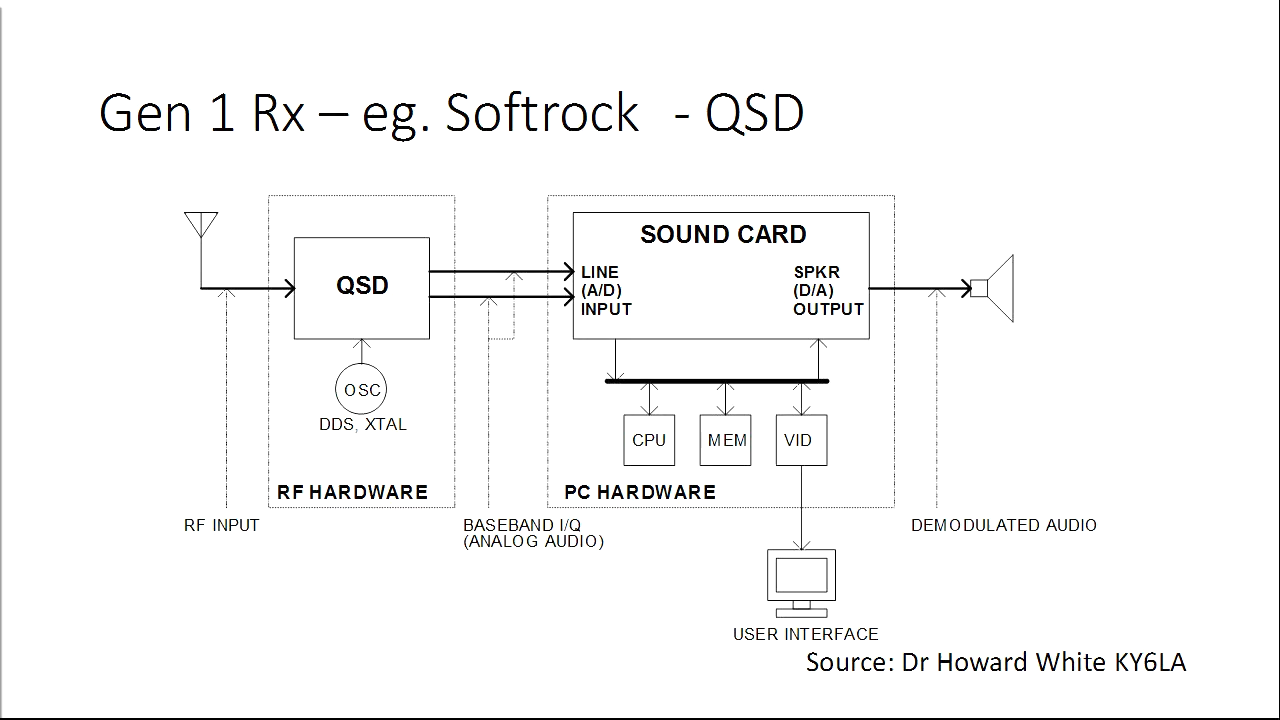 Gen 1 Rx – eg. Softrock - QSD
SOUND CARD
QSD
LINE
(A/D)
INPUT
SPKR
(D/A)
OUTPUT
OSC
DDS, XTAL
CPU
MEM
VID
RF HARDWARE
PC HARDWARE
RF INPUT
BASEBAND I/Q
(ANALOG AUDIO)
DEMODULATED AUDIO
USER INTERFACE
Source: Dr Howard White KY6LA